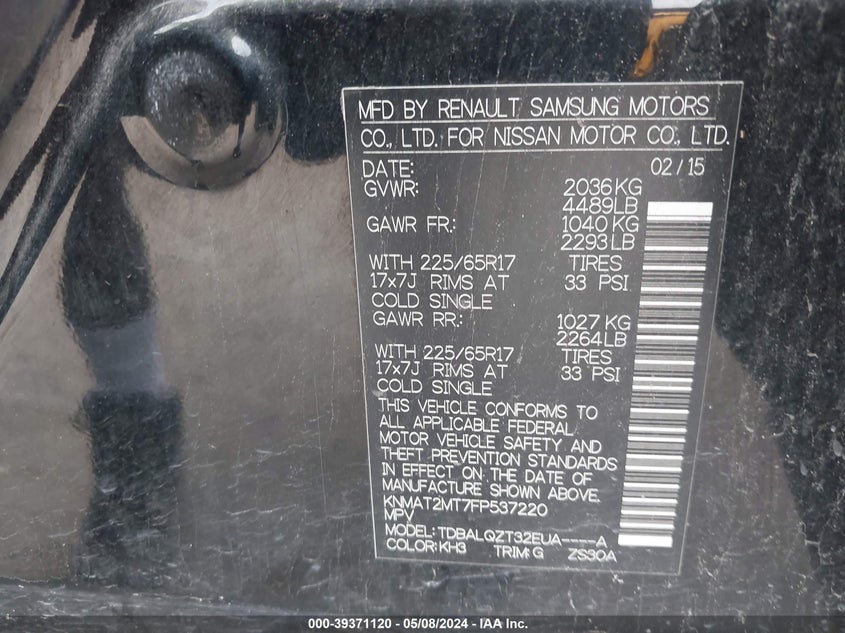 MFD BY RENAULT SAMSUNG MOTORS
CO., LTD. FOR NISSAN MOTOR CO., LTD.
DATE: 02/15
GVWR: 2036KG
4489LB
GAWR FR.: 1040 KG
2293LB
WITH 225/65R17 TIRES
17x7J RIMS AT 33 PSI
COLD SINGLE
GAWR RR.: 1027 KG
2264LB
WITH 225/65R17 TIRES
17x7J RIMS AT 33 PSI
COLD SINGLE
THIS VEHICLE CONFORMS TO
ALL APPLICABLE FEDERAL
MOTOR VEHICLE SAFETY AND
THEFT PREVENTION STANDARDS
IN EFFECT ON THE DATE OF
MANUFACTURE SHOWN ABOVE.
KNMAT2MT7FP537220
MPV
MODEL: TDBALQZT32EUA----A
COLOR: KH3 TRIM: G ZS30A
000-39371120 - 05/08/2024 - IAA Inc.